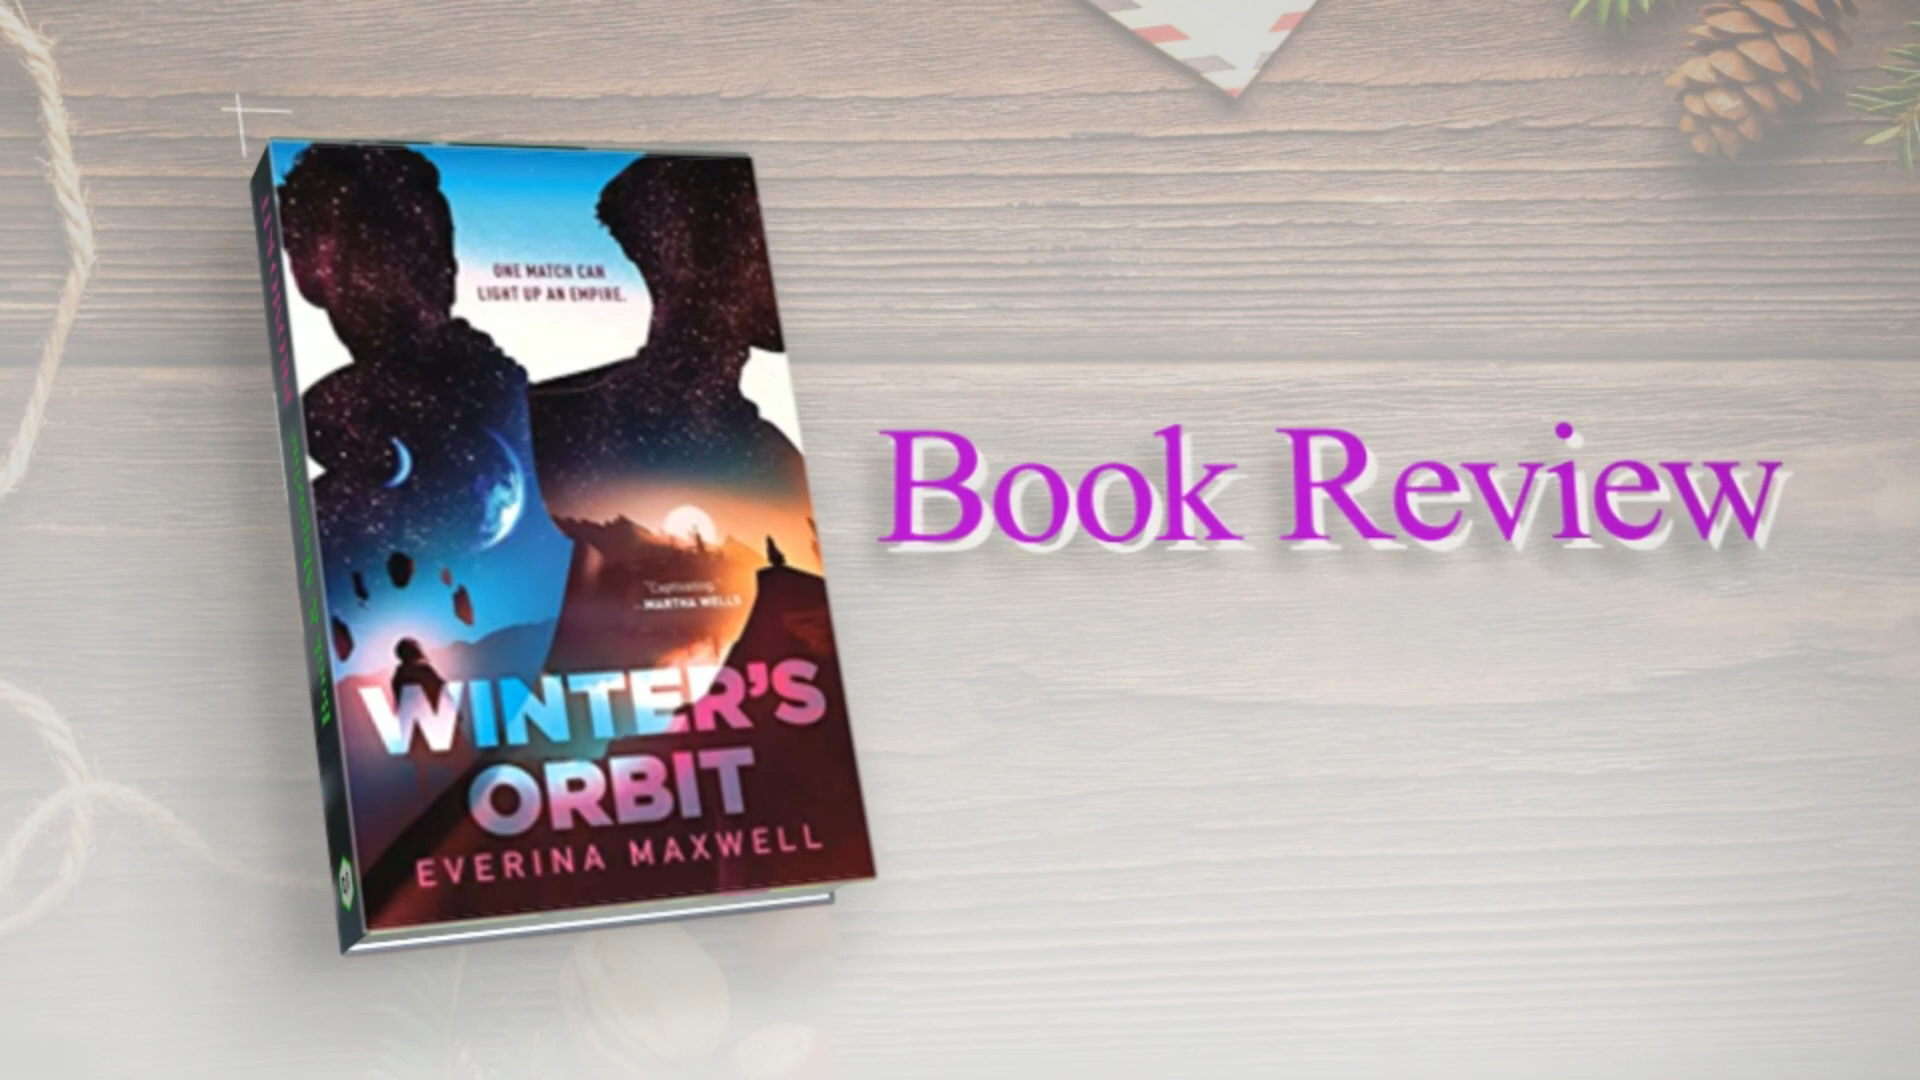 ONE MATCH CAN
LIGHT UP AN EMPIRE.
"Captivating."
— MARTHA WELLS
WINTER'S
ORBIT
EVERINA MAXWELL
Book Review